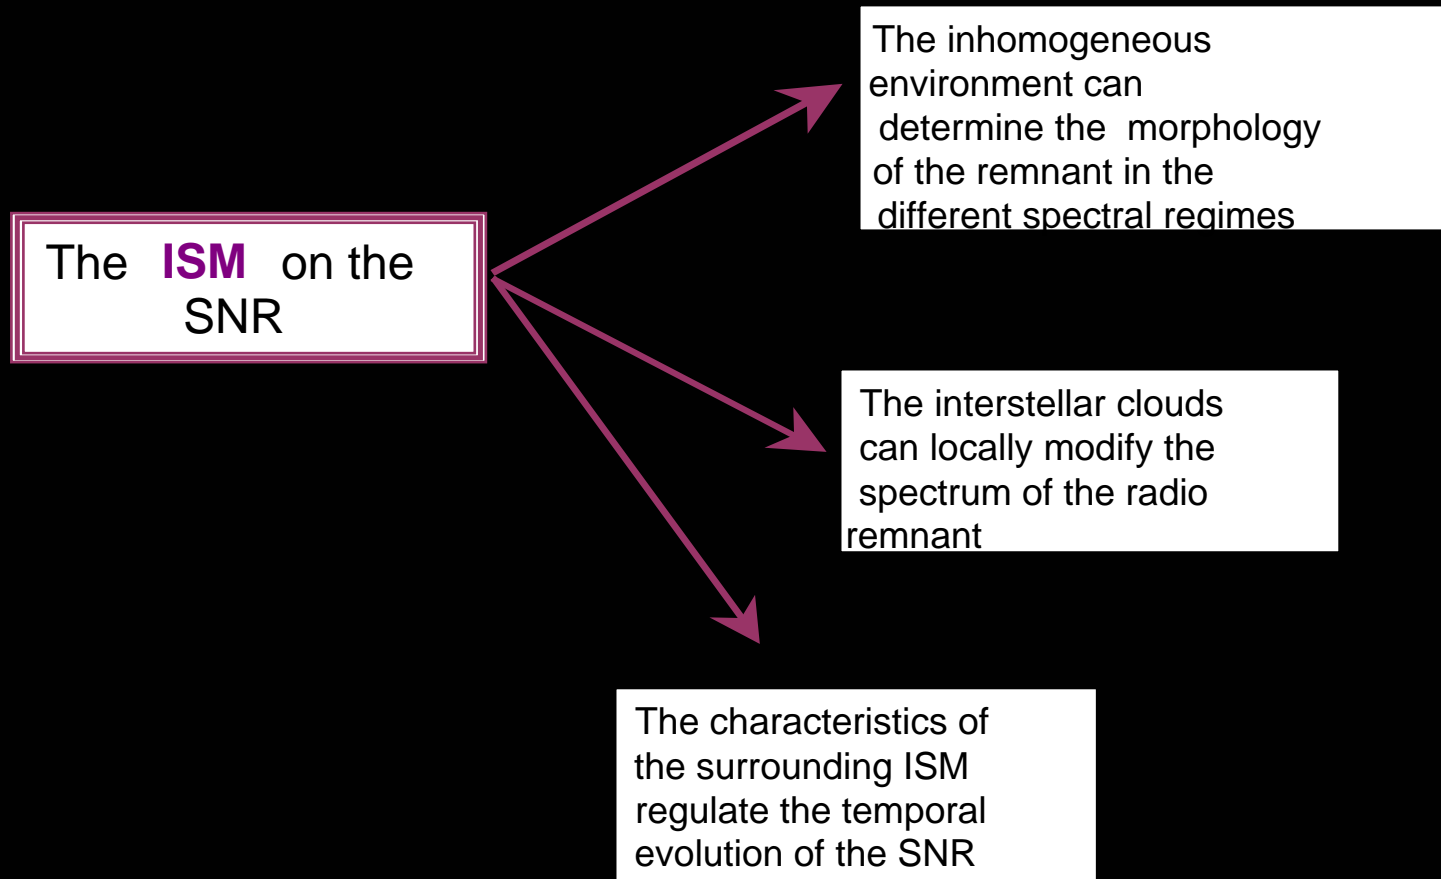 The ISM on the
SNR
The inhomogeneous
environment can
determine the morphology
of the remnant in the
different spectral regimes
The interstellar clouds
can locally modify the
spectrum of the radio
remnant
The characteristics of
the surrounding ISM
regulate the temporal
evolution of the SNR